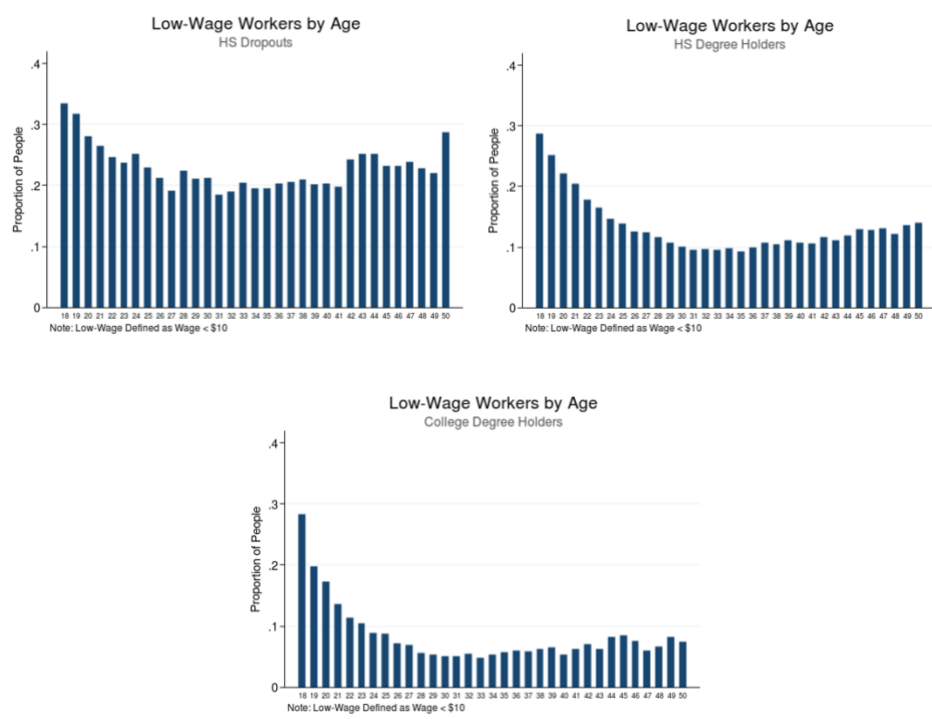 Low-Wage Workers by Age
HS Dropouts
Proportion of People
.4
.3
.2
.1
0
18 19 20 21 22 23 24 25 26 27 28 29 30 31 32 33 34 35 36 37 38 39 40 41 42 43 44 45 46 47 48 49 50
Note: Low-Wage Defined as Wage < $10
Low-Wage Workers by Age
HS Degree Holders
Proportion of People
.4
.3
.2
.1
0
18 19 20 21 22 23 24 25 26 27 28 29 30 31 32 33 34 35 36 37 38 39 40 41 42 43 44 45 46 47 48 49 50
Note: Low-Wage Defined as Wage < $10
Low-Wage Workers by Age
College Degree Holders
Proportion of People
.4
.3
.2
.1
0
18 19 20 21 22 23 24 25 26 27 28 29 30 31 32 33 34 35 36 37 38 39 40 41 42 43 44 45 46 47 48 49 50
Note: Low-Wage Defined as Wage < $10